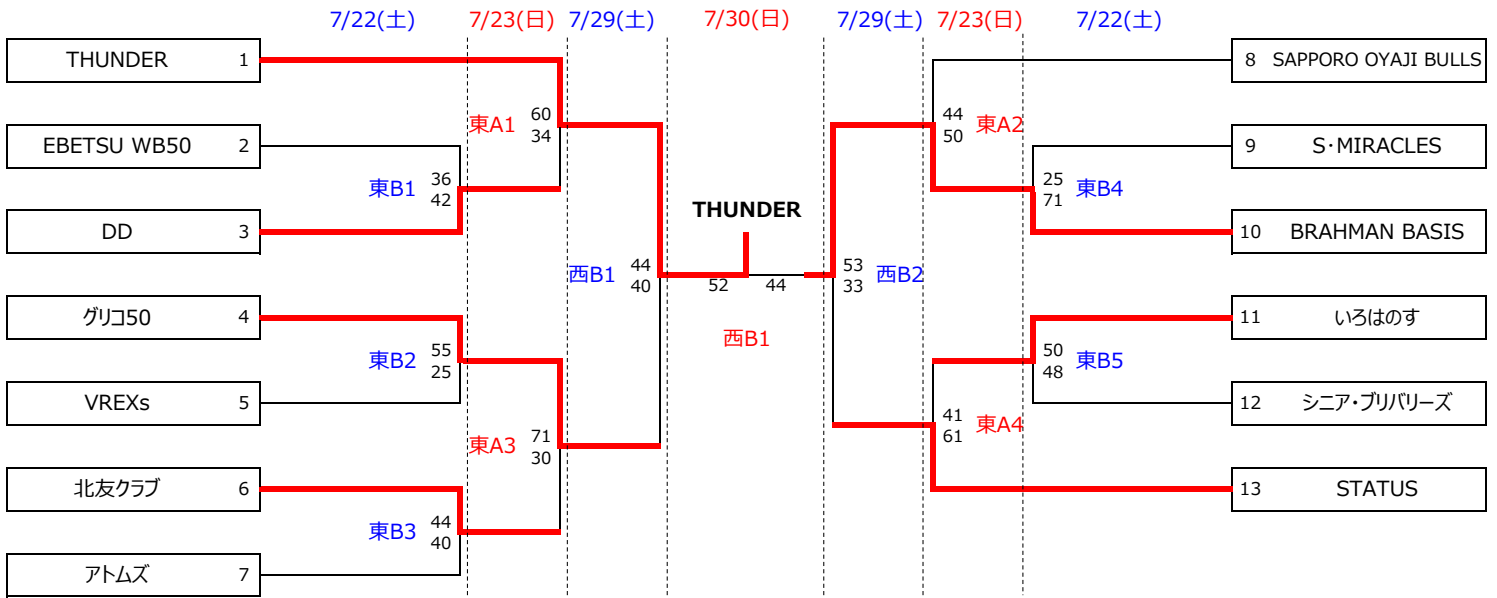 7/22(土) 7/23(日) 7/29(土) 7/30(日) 7/29(土) 7/23(日) 7/22(土)
THUNDER 1
8 SAPPORO OYAJI BULLS
東A1 60
34
44 東A2
50
EBETSU WB50 2
9 S・MIRACLES
東B1 36
42
25 東B4
71
THUNDER
DD 3
10 BRAHMAN BASIS
西B1 44
40
52 44
53 西B2
33
グリコ50 4
11 いろはのす
西B1
東B2 55
25
50 東B5
48
VREXs 5
12 シニア・ブリバリーズ
東A3 71
30
41 東A4
61
北友クラブ 6
13 STATUS
東B3 44
40
アトムズ 7